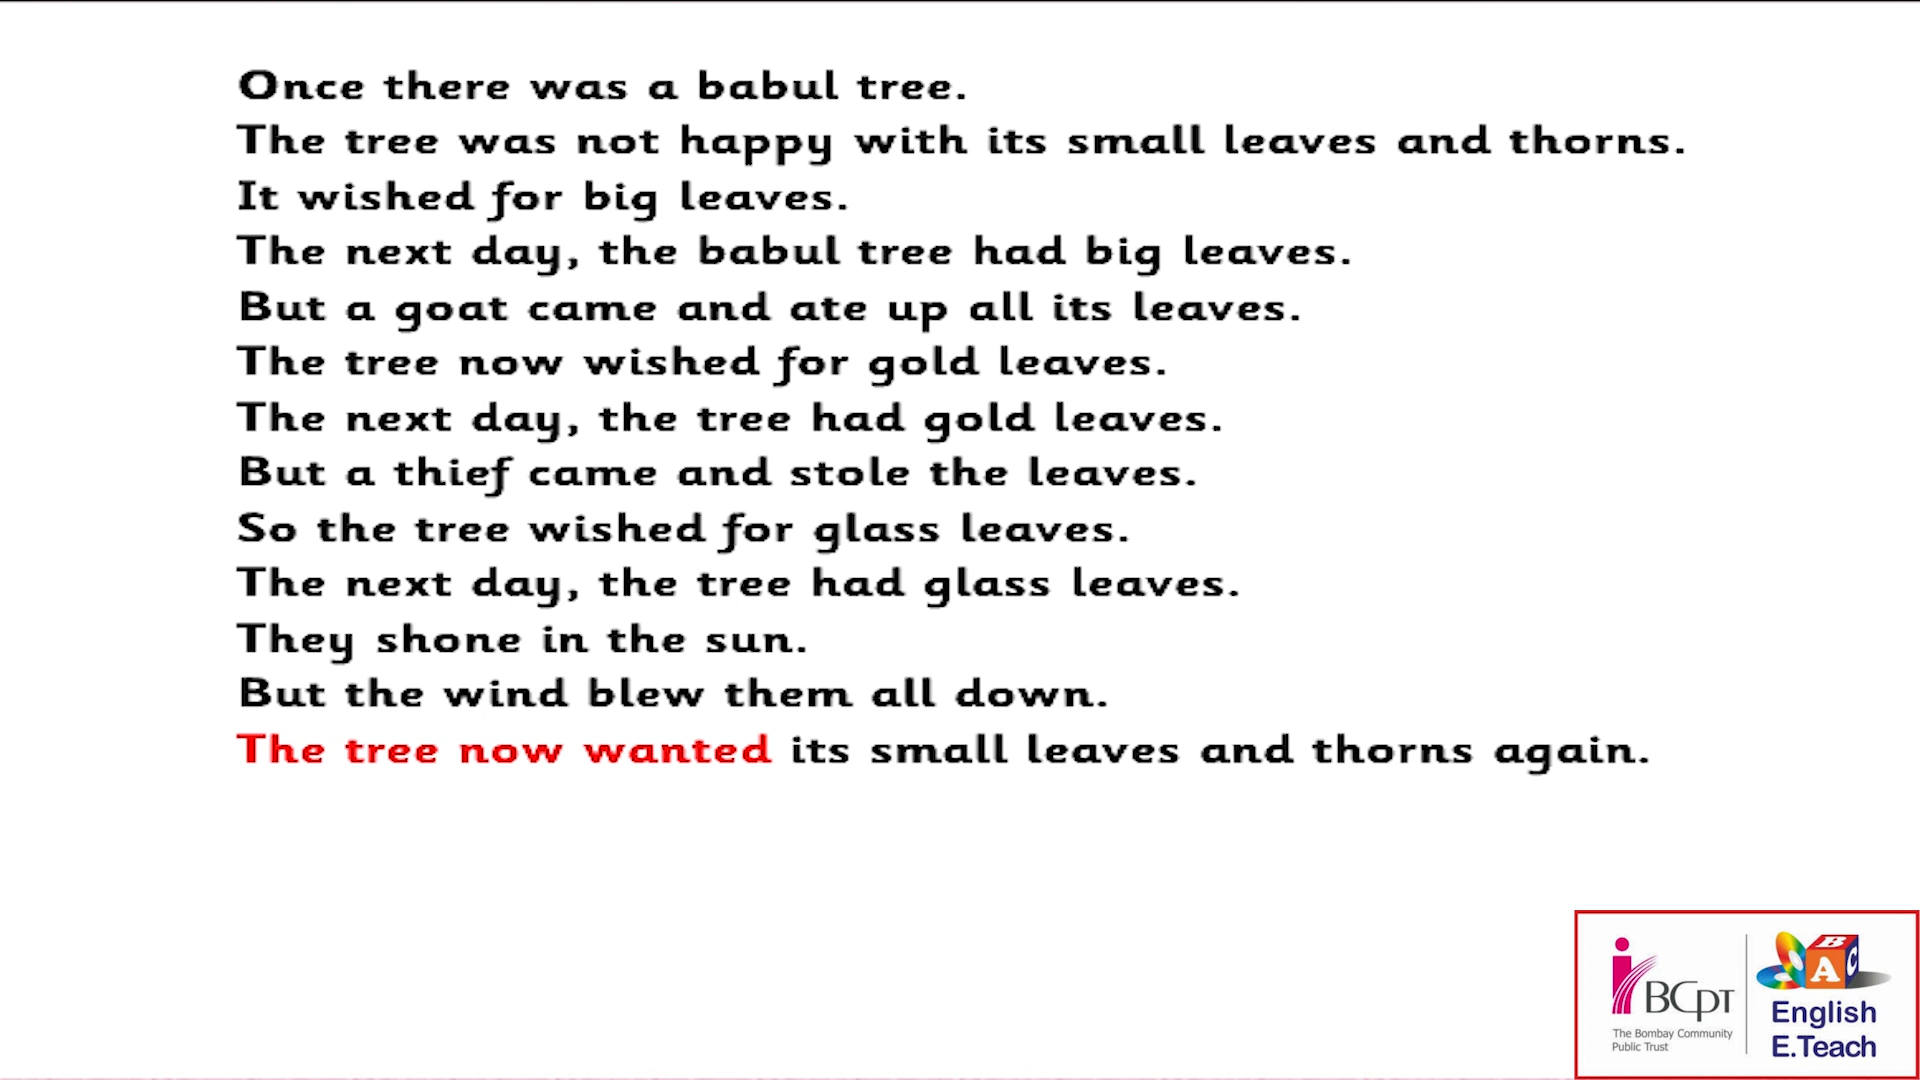 Once there was a babul tree.
The tree was not happy with its small leaves and thorns.
It wished for big leaves.
The next day, the babul tree had big leaves.
But a goat came and ate up all its leaves.
The tree now wished for gold leaves.
The next day, the tree had gold leaves.
But a thief came and stole the leaves.
So the tree wished for glass leaves.
The next day, the tree had glass leaves.
They shone in the sun.
But the wind blew them all down.
The tree now wanted its small leaves and thorns again.
BCPT
The Bombay Community
Public Trust
B
A C
English
E.Teach